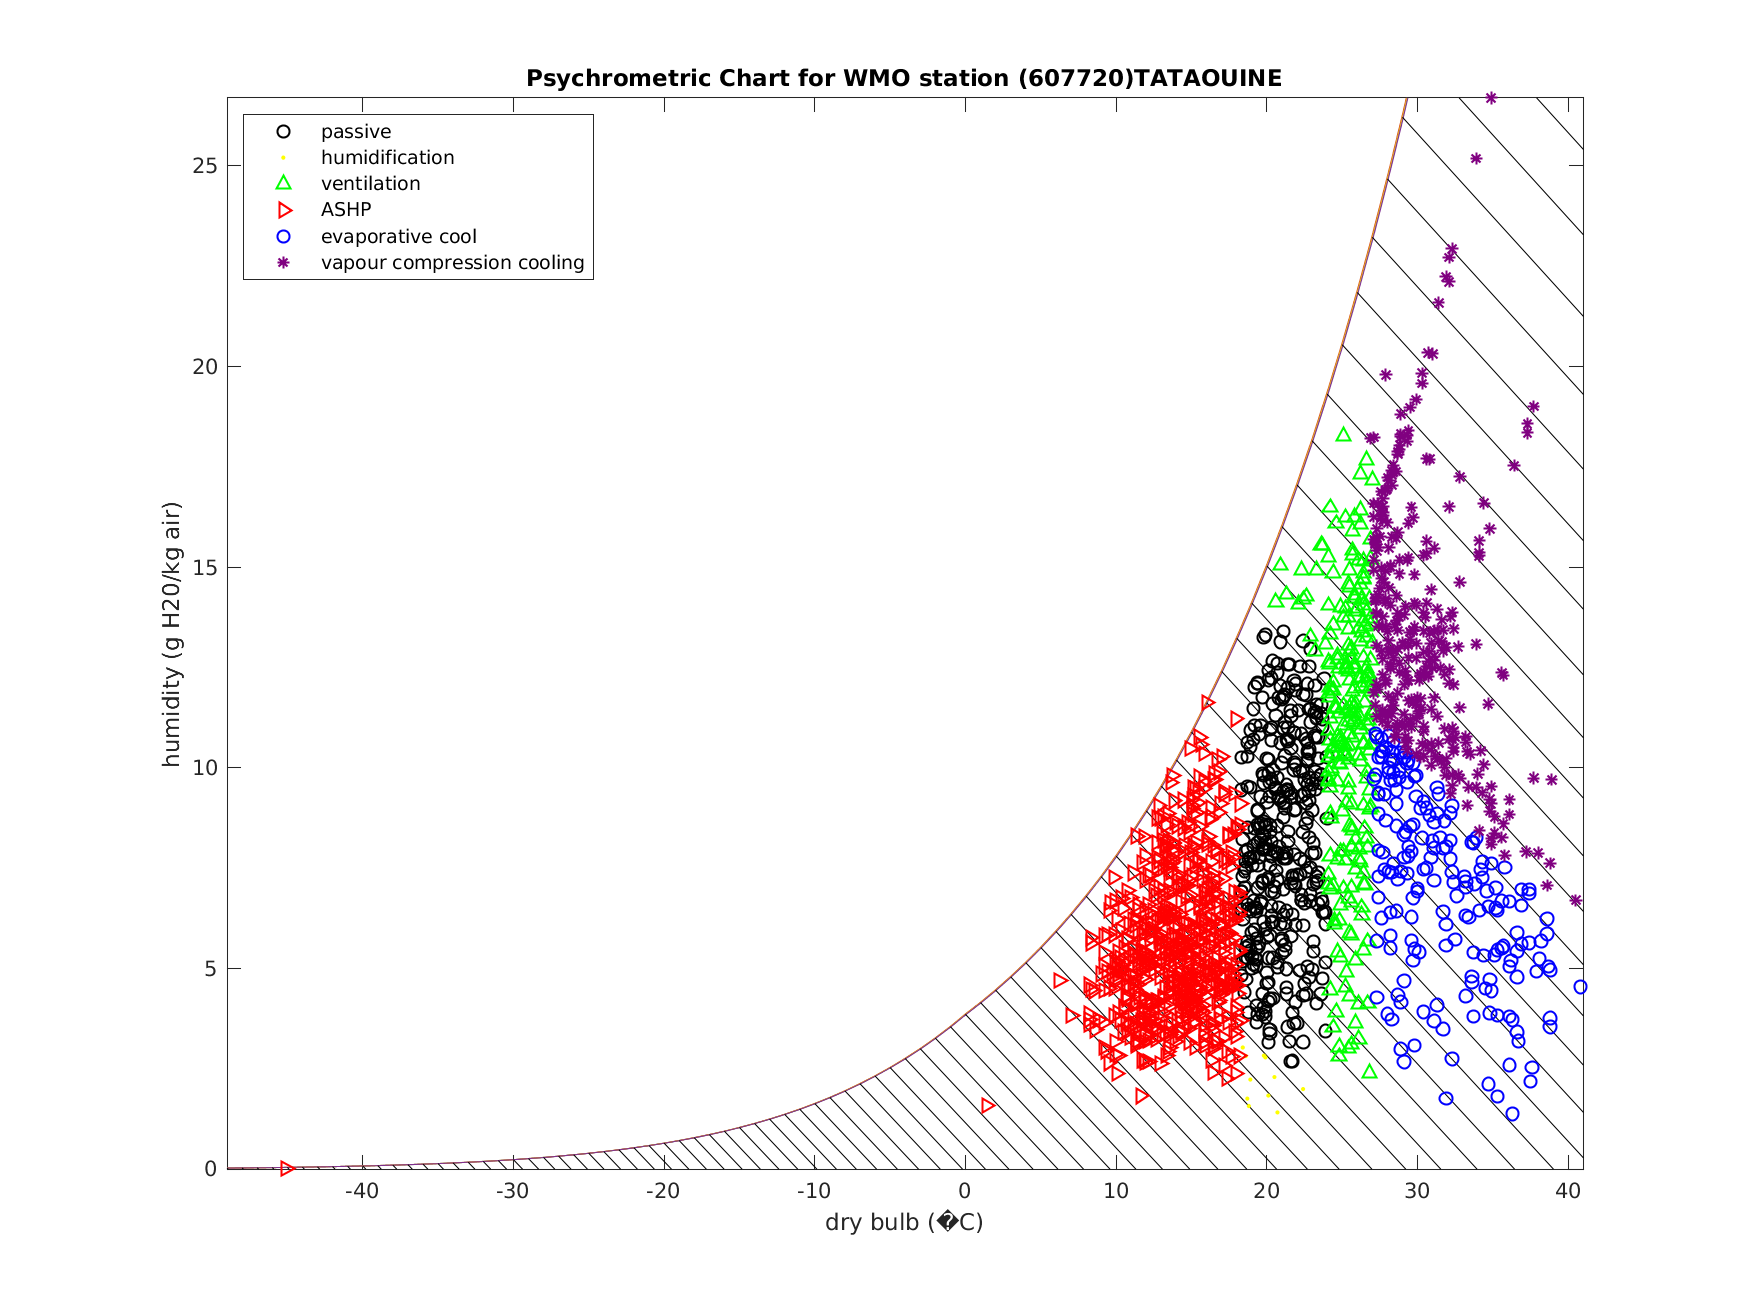 Psychrometric Chart for WMO station (607720)TATAOUINE
passive
humidification
ventilation
ASHP
evaporative cool
vapour compression cooling
humidity (g H20/kg air)
25
20
15
10
5
0
-40 -30 -20 -10 0 10 20 30 40
dry bulb (�C)